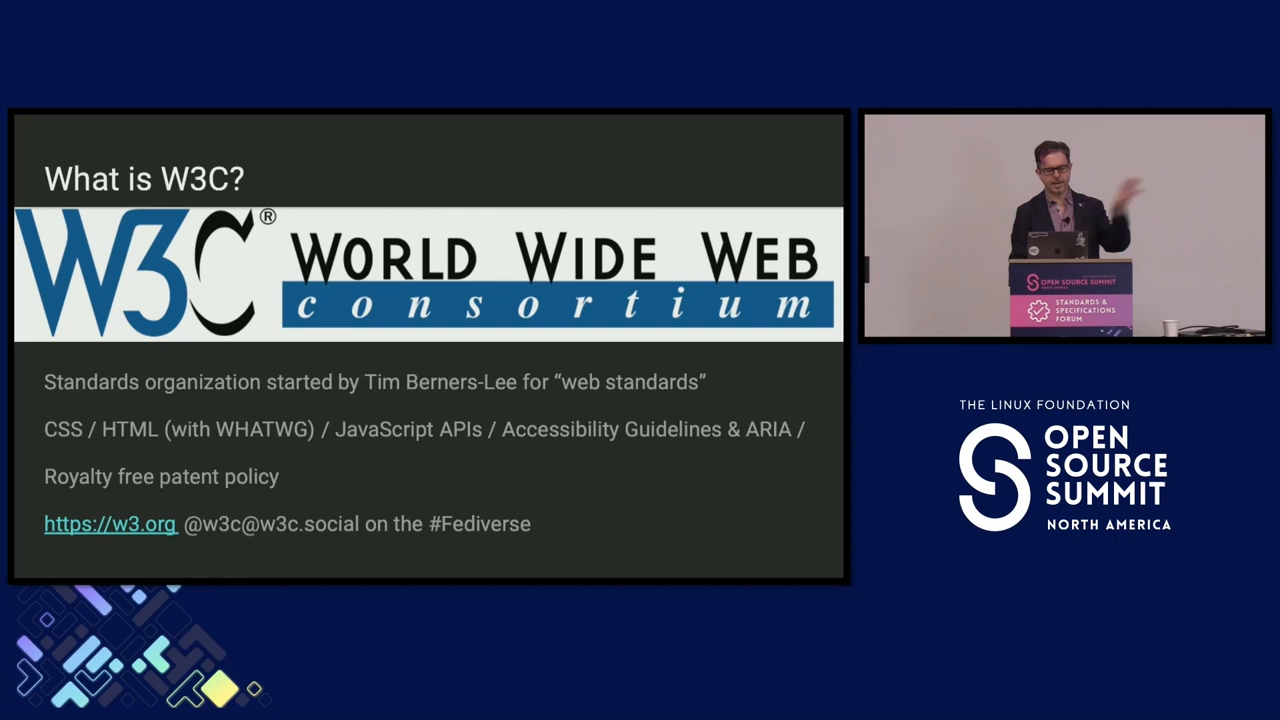 What is W3C?
W3C®
WORLD WIDE WEB
consortium
Standards organization started by Tim Berners-Lee for “web standards”
CSS / HTML (with WHATWG) / JavaScript APIs / Accessibility Guidelines & ARIA /
Royalty free patent policy
https://w3.org @w3c@w3c.social on the #Fediverse
OPEN SOURCE SUMMIT
NORTH AMERICA
STANDARDS &
SPECIFICATIONS
FORUM
THE LINUX FOUNDATION
OPEN
SOURCE
SUMMIT
NORTH AMERICA